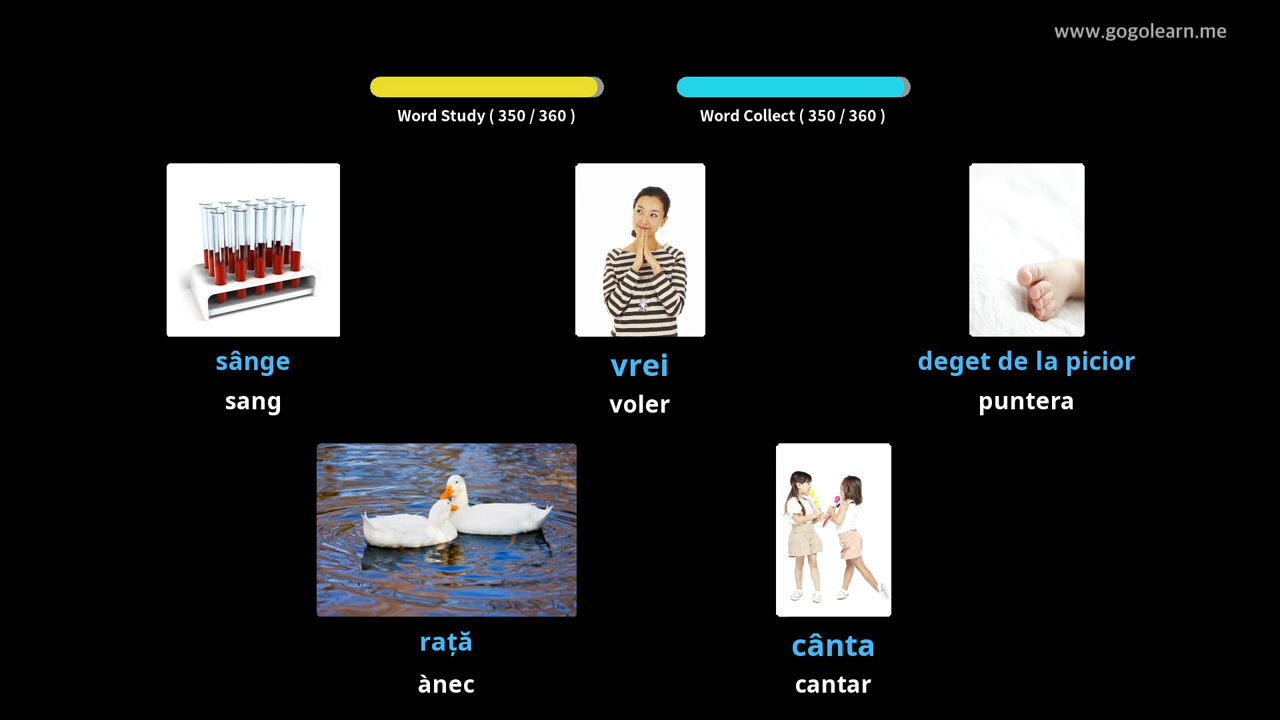 www.gogolearn.me
Word Study ( 350 / 360 )
Word Collect ( 350 / 360 )
sânge
sang
vrei
voler
deget de la picior
puntera
rață
ànec
cânta
cantar